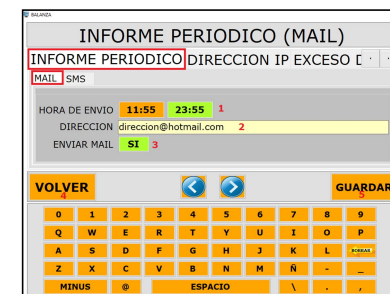 BALANZA
INFORME PERIODICO (MAIL)
INFORME PERIODICO DIRECCION IP EXCESO D
MAIL SMS
HORA DE ENVIO 11:55 23:55 1
DIRECCION direccion@hotmail.com 2
ENVIAR MAIL SI 3
VOLVER GUARDAR
4 5
0 1 2 3 4 5 6 7 8 9
Q W E R T Y U I O P
A S D F G H J K L BORRAR
Z X C V B N M Ñ - _
MINUS @ ESPACIO \ . ,